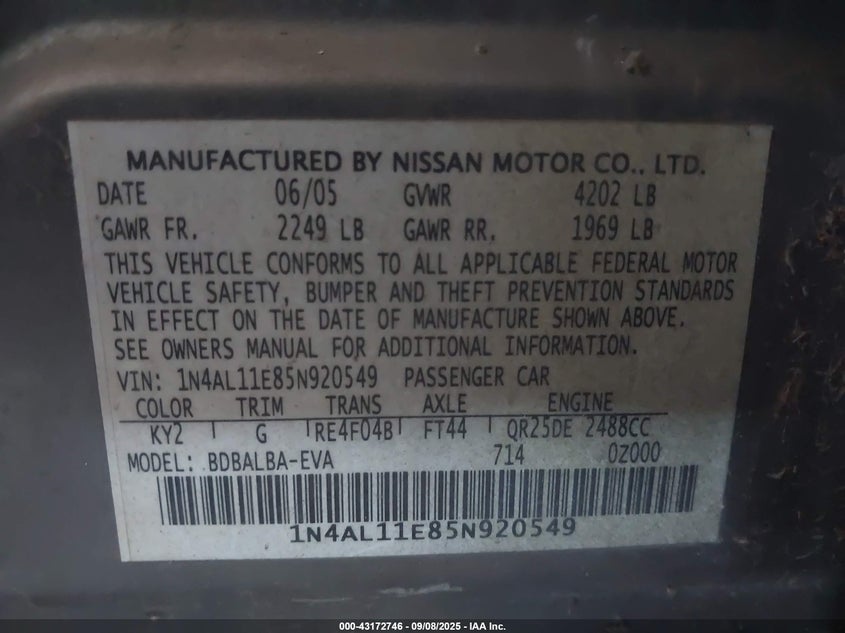 MANUFACTURED BY NISSAN MOTOR CO., LTD.
DATE 06/05 GVWR 4202 LB
GAWR FR. 2249 LB GAWR RR. 1969 LB
THIS VEHICLE CONFORMS TO ALL APPLICABLE FEDERAL MOTOR
VEHICLE SAFETY, BUMPER AND THEFT PREVENTION STANDARDS
IN EFFECT ON THE DATE OF MANUFACTURE SHOWN ABOVE.
SEE OWNERS MANUAL FOR ADDITIONAL INFORMATION.
VIN: 1N4AL11E85N920549 PASSENGER CAR
COLOR TRIM TRANS AXLE ENGINE
KY2 G RE4F04B FT44 QR25DE 2488CC
MODEL: BDBALBA-EVA 714 0Z000
1N4AL11E85N920549
000-43172746 - 09/08/2025 - IAA Inc.